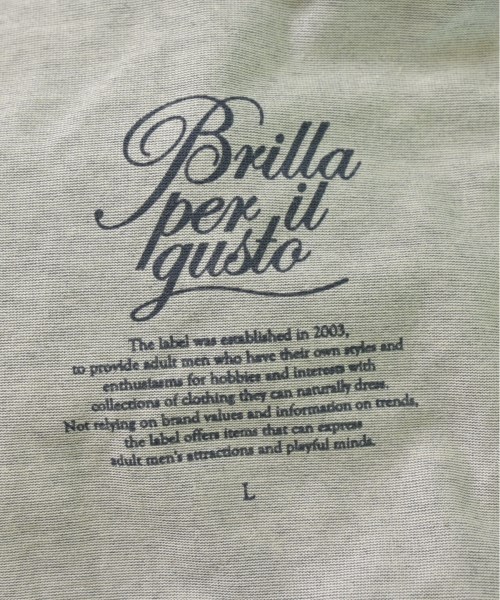 Brilla
per il
gusto
The label was established in 2003,
to provide adult men who have their own styles and
enthusiasms for hobbies and interests with
collections of clothing they can naturally dress.
Not relying on brand values and information on trends,
the label offers items that can express
adult men's attractions and playful minds.
L